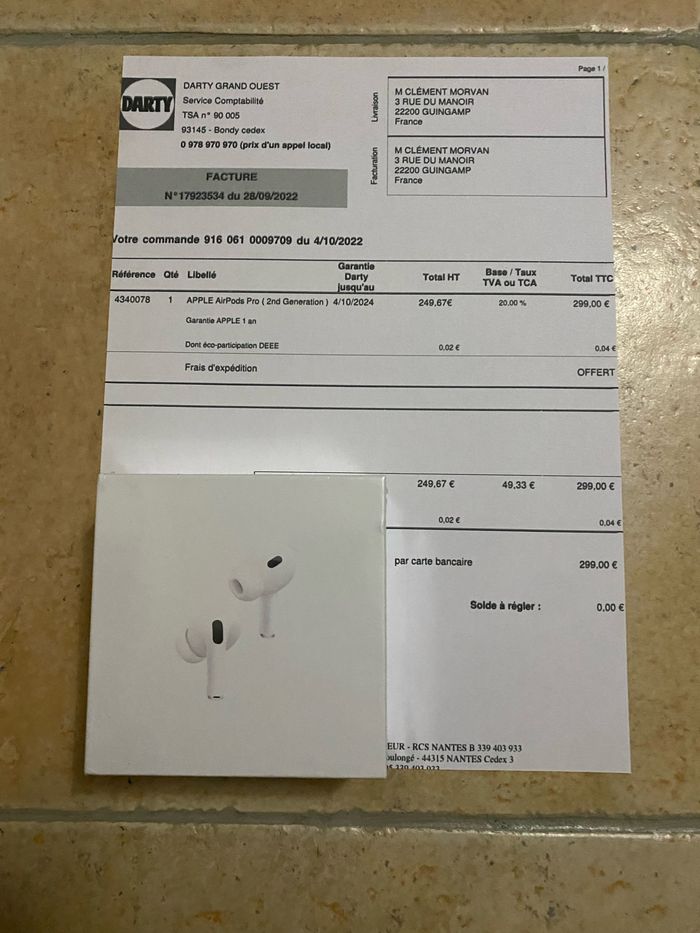 Page 1 /
DARTY
DARTY GRAND OUEST
Service Comptabilité
TSA n° 90 005
93145 - Bondy cedex
0 978 970 970 (prix d'un appel local)
Livraison
M CLÉMENT MORVAN
3 RUE DU MANOIR
22200 GUINGAMP
France
Facturation
M CLÉMENT MORVAN
3 RUE DU MANOIR
22200 GUINGAMP
France
FACTURE
N°17923534 du 28/09/2022
Votre commande 916 061 0009709 du 4/10/2022
Référence Qté Libellé Garantie Darty jusqu'au Total HT Base / Taux TVA ou TCA Total TTC
4340078 1 APPLE AirPods Pro ( 2nd Generation ) 4/10/2024 249,67€ 20.00 % 299,00 €
Garantie APPLE 1 an
Dont éco-participation DEEE 0,02 € 0,04 €
Frais d'expédition OFFERT
249,67 € 49,33 € 299,00 €
0,02 € 0,04 €
par carte bancaire 299,00 €
Solde à régler : 0,00 €
EUR - RCS NANTES B 339 403 933
- 44315 NANTES Cedex 3